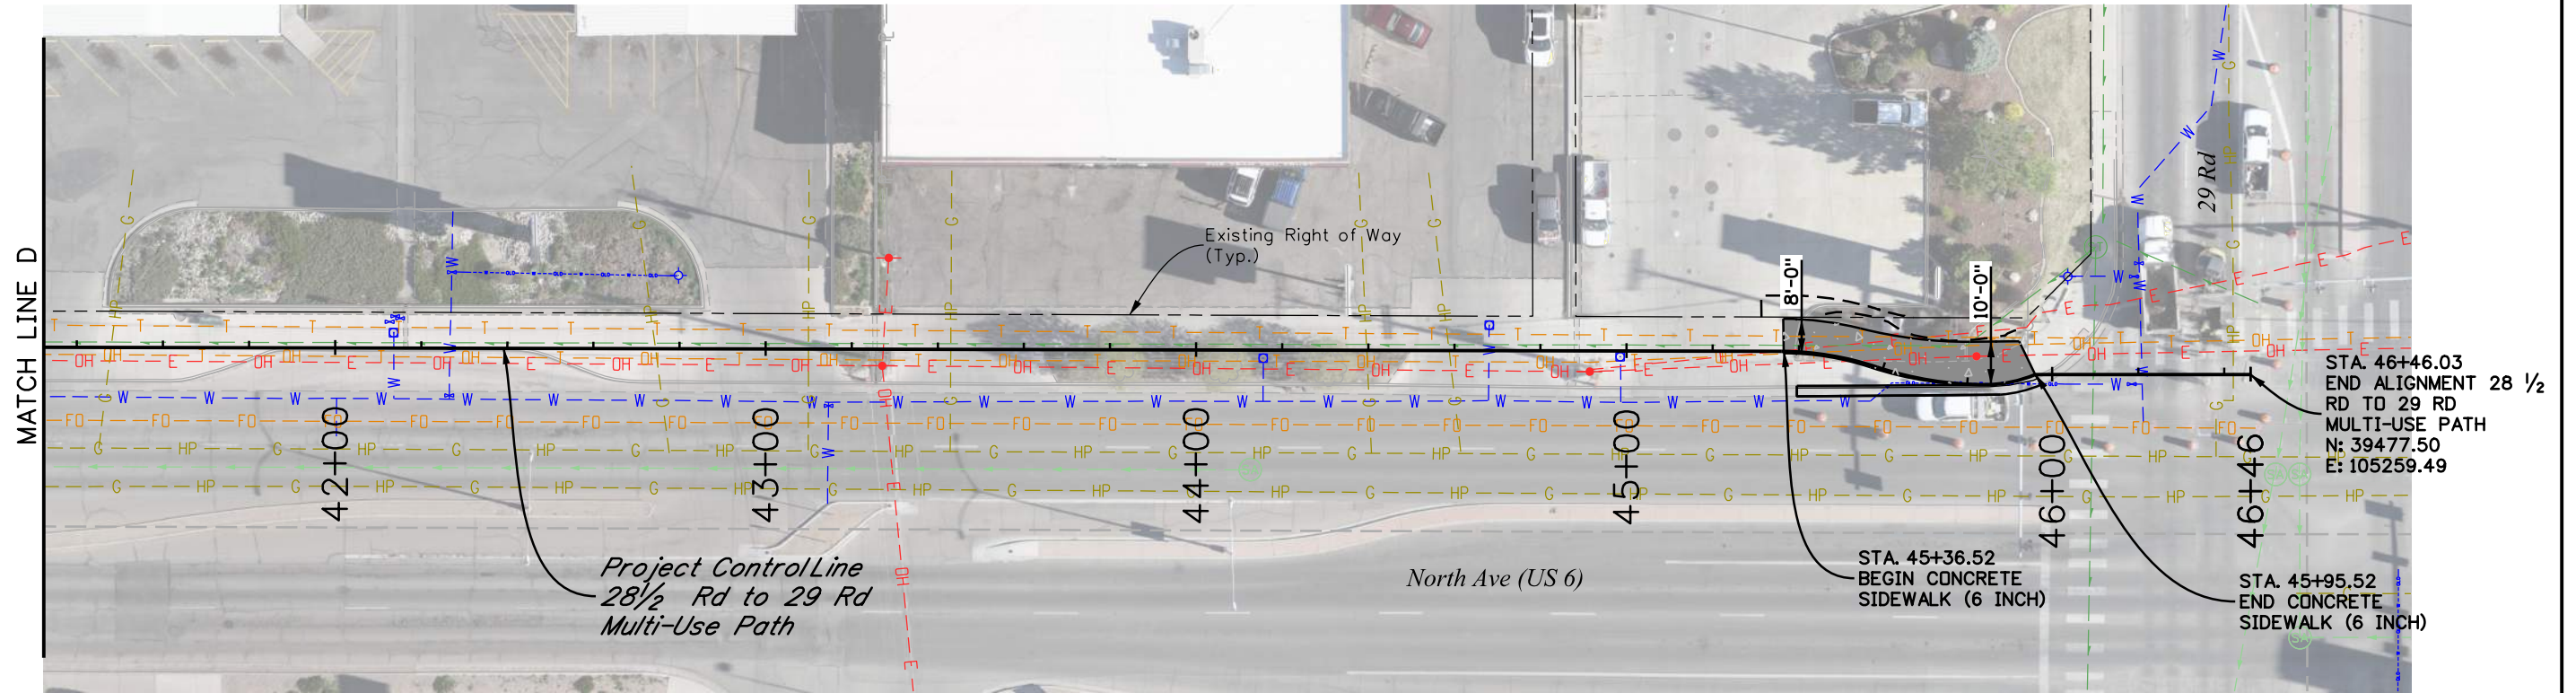 MATCH LINE D
Existing Right of Way
(Typ.)
8'-0"
10'-0"
29 Rd
STA. 46+46.03
END ALIGNMENT 28 ½
RD TO 29 RD
MULTI-USE PATH
N: 39477.50
E: 105259.49
42+00
43+00
44+00
45+00
46+00
46+46
Project Control Line
28½ Rd to 29 Rd
Multi-Use Path
North Ave (US 6)
STA. 45+36.52
BEGIN CONCRETE
SIDEWALK (6 INCH)
STA. 45+95.52
END CONCRETE
SIDEWALK (6 INCH)